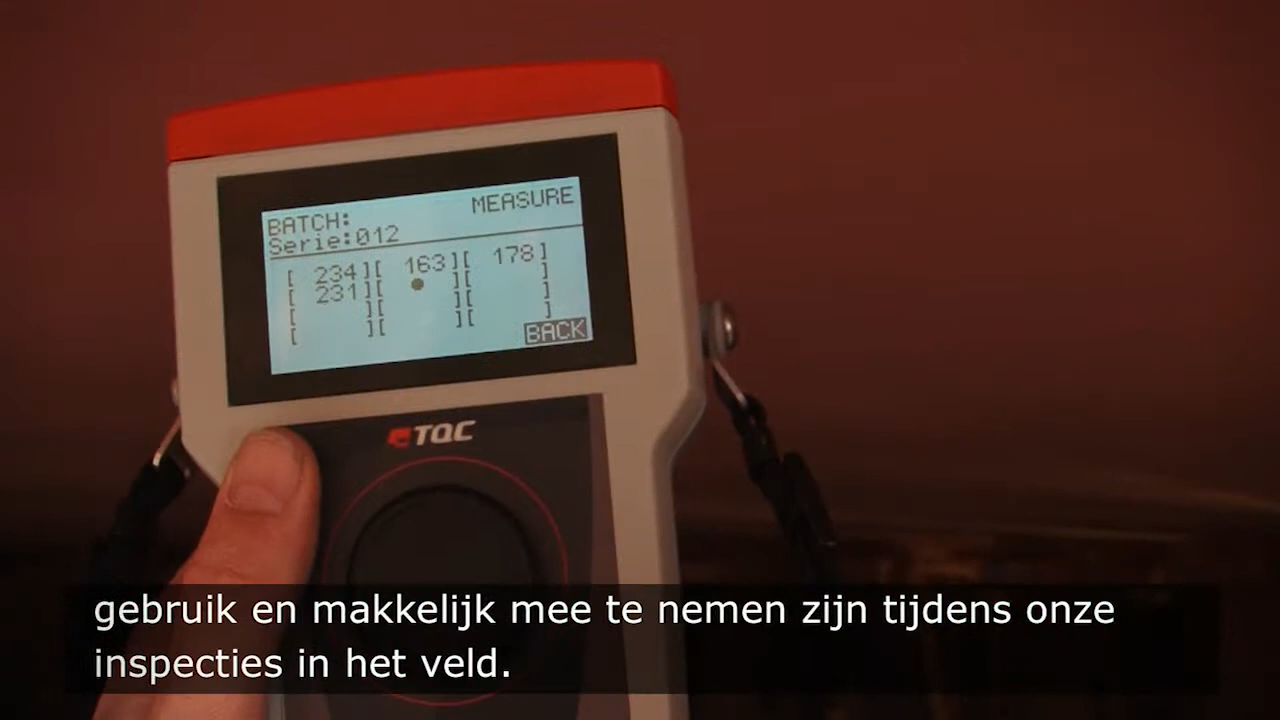 BATCH: MEASURE
Serie:012
[ 234][ 163][ 178]
[ 231][ ● ][ ]
[ ][ ][ ]
[ ][ ][ ]
BACK
TQC
gebruik en makkelijk mee te nemen zijn tijdens onze
inspecties in het veld.